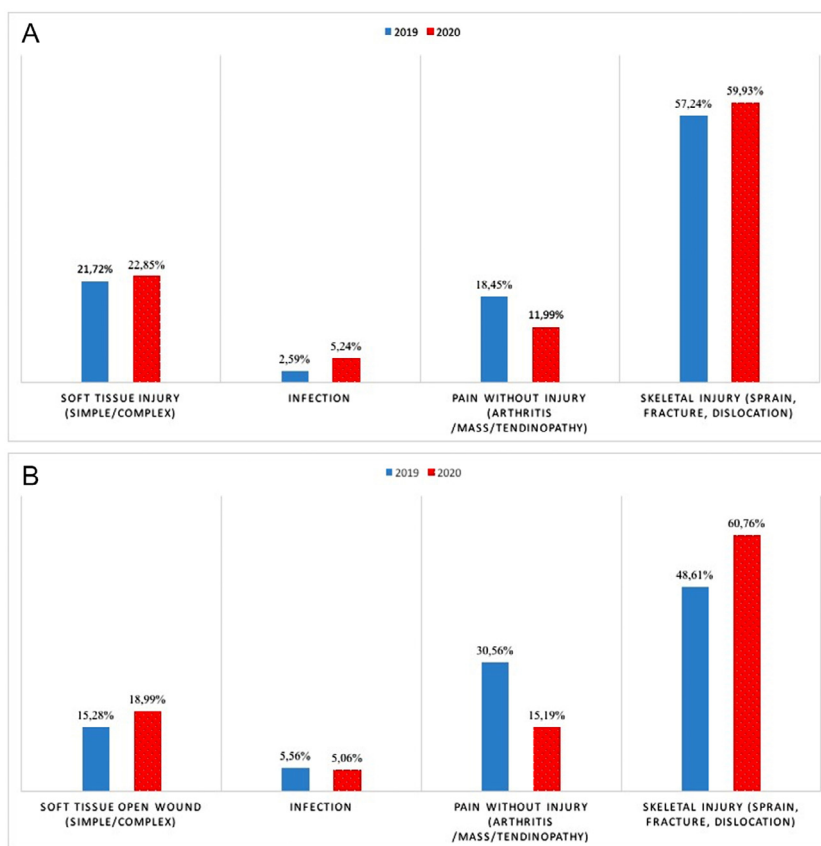 A
2019 2020
57,24% 59,93%
21,72% 22,85%
18,45% 11,99%
2,59% 5,24%
SOFT TISSUE INJURY
(SIMPLE/COMPLEX)
INFECTION
PAIN WITHOUT INJURY
(ARTHRITIS
/MASS/TENDINOPATHY)
SKELETAL INJURY (SPRAIN,
FRACTURE, DISLOCATION)
B
2019 2020
48,61% 60,76%
30,56% 15,19%
15,28% 18,99%
5,56% 5,06%
SOFT TISSUE OPEN WOUND
(SIMPLE/COMPLEX)
INFECTION
PAIN WITHOUT INJURY
(ARTHRITIS
/MASS/TENDINOPATHY)
SKELETAL INJURY (SPRAIN,
FRACTURE, DISLOCATION)